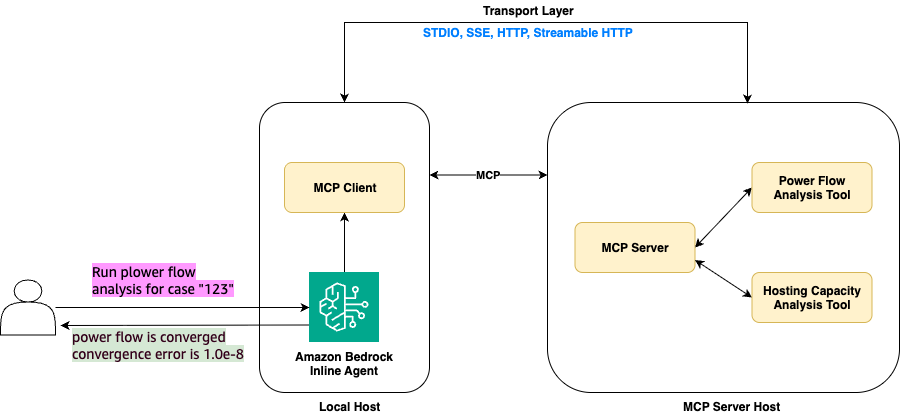 Transport Layer
STDIO, SSE, HTTP, Streamable HTTP
MCP Client
MCP
Power Flow
Analysis Tool
MCP Server
Hosting Capacity
Analysis Tool
Run plower flow
analysis for case "123"
power flow is converged
convergence error is 1.0e-8
Amazon Bedrock
Inline Agent
Local Host
MCP Server Host